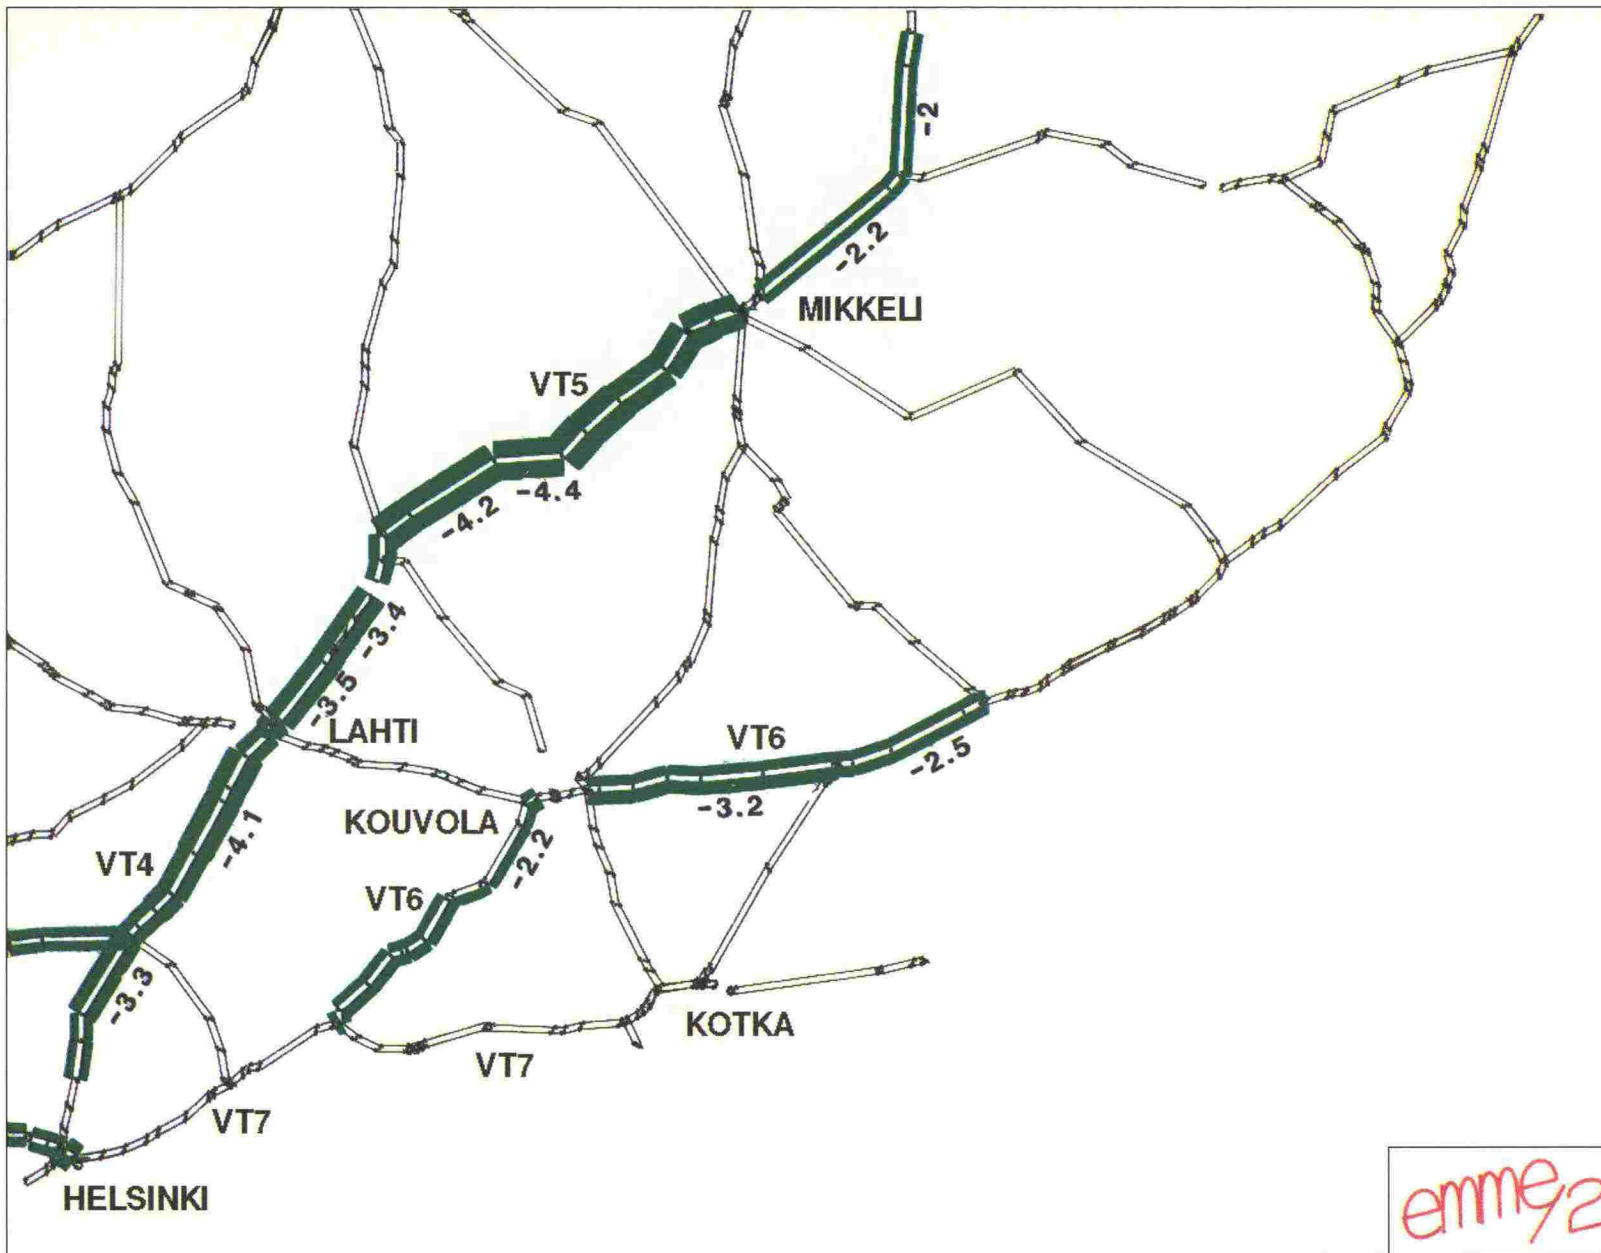 -2
-2.2
MIKKELI
VT5
-4.4
-4.2
-3.4
-3.5
LAHTI
VT6
-2.5
-3.2
KOUVOLA
-2.2
-4.1
VT4
VT6
-3.3
KOTKA
VT7
VT7
HELSINKI
emme/2